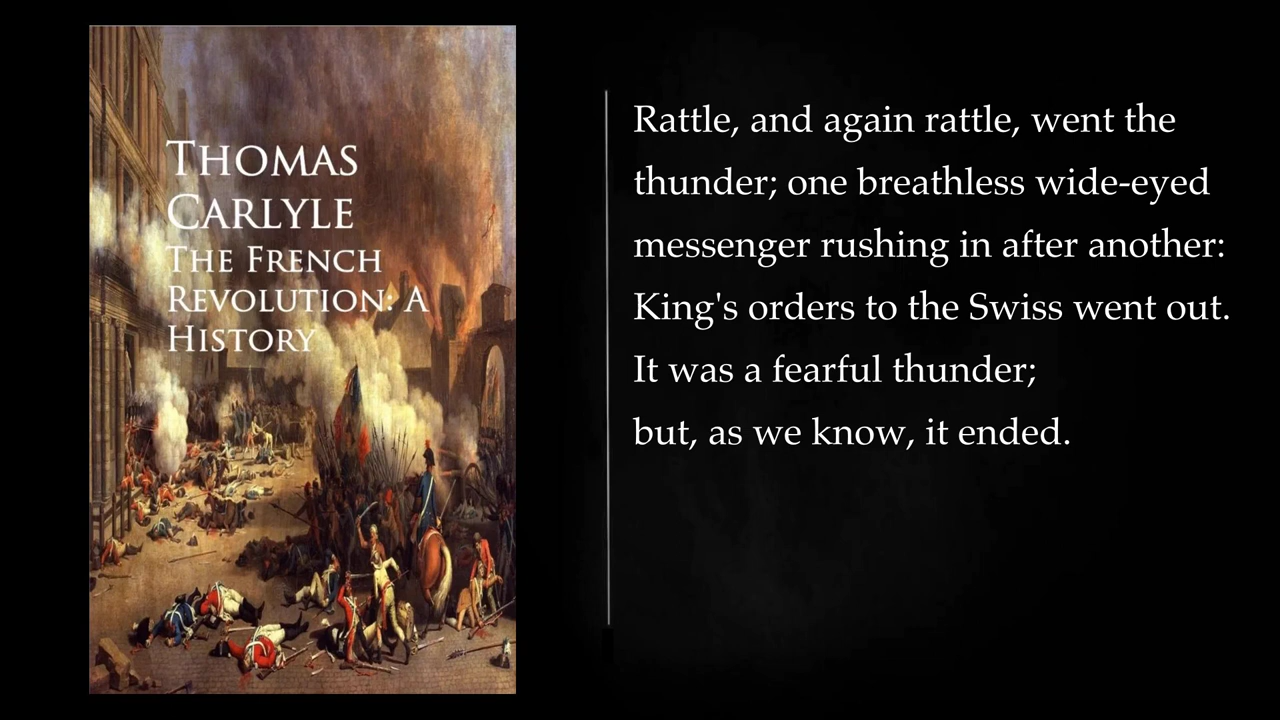 THOMAS
CARLYLE
THE FRENCH
REVOLUTION: A
HISTORY
Rattle, and again rattle, went the
thunder; one breathless wide-eyed
messenger rushing in after another:
King's orders to the Swiss went out.
It was a fearful thunder;
but, as we know, it ended.